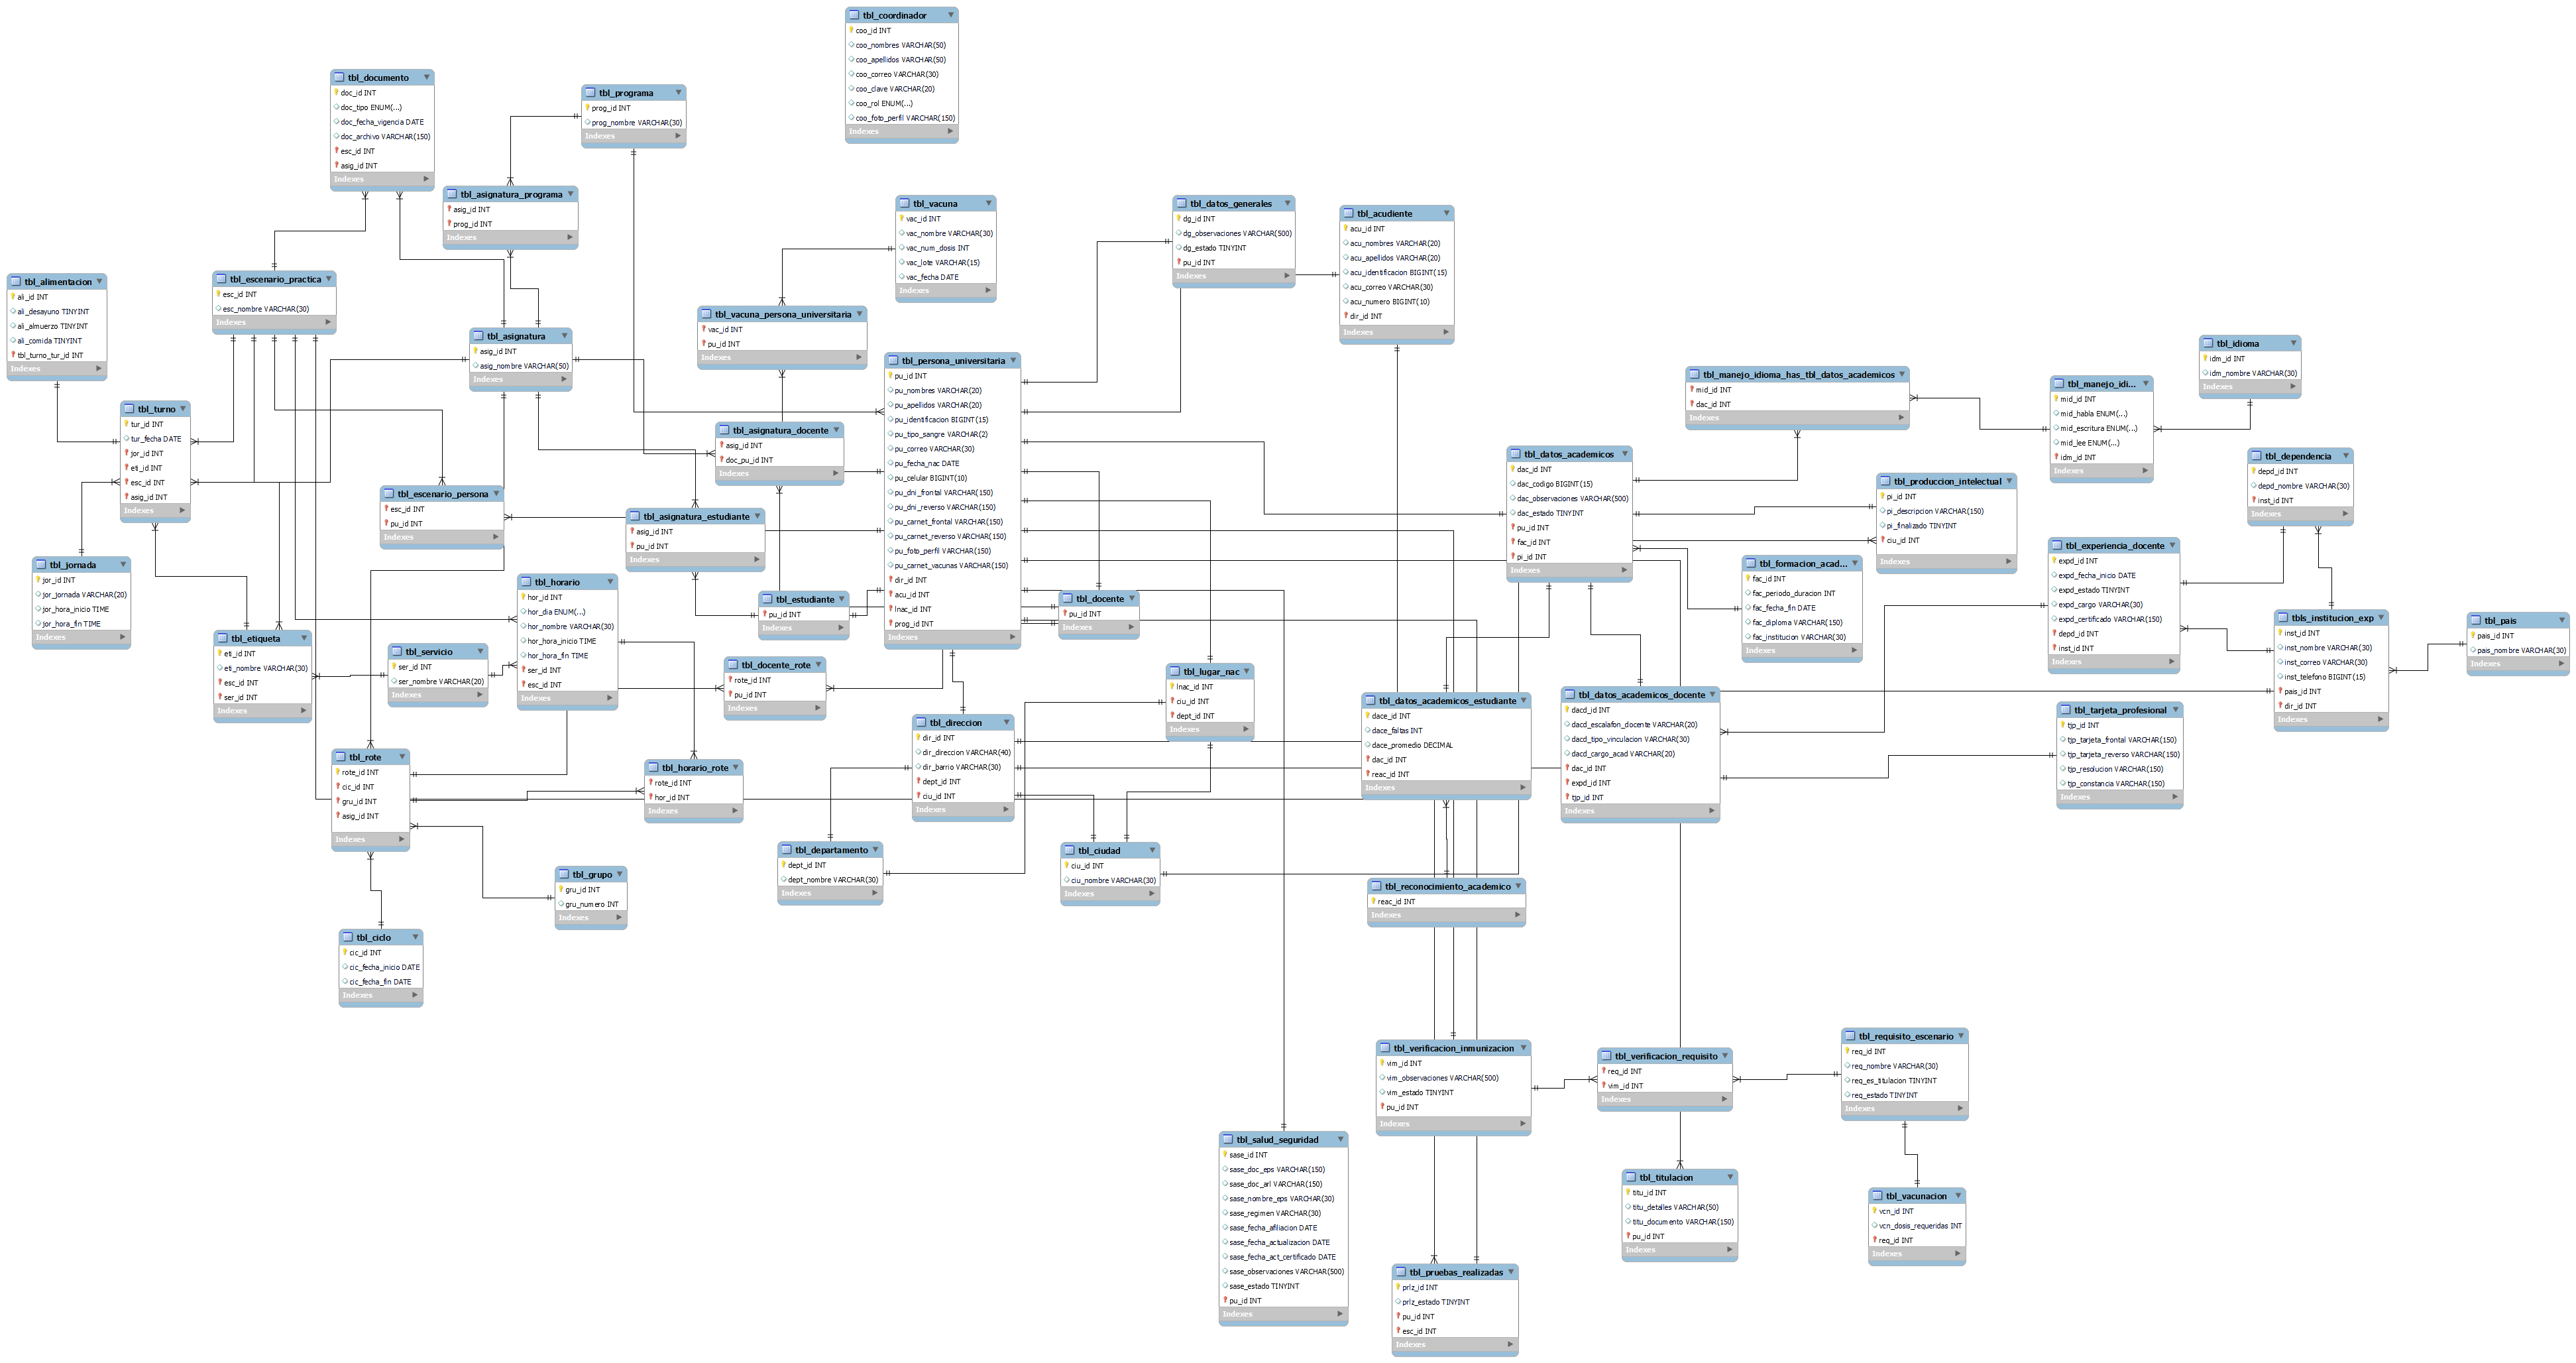 tbl_coordinador
coo_id INT
coo_nombres VARCHAR(50)
coo_apellidos VARCHAR(50)
coo_correo VARCHAR(30)
coo_clave VARCHAR(20)
coo_rol ENUM(...)
coo_foto_perfil VARCHAR(150)
Indexes
tbl_documento
doc_id INT
doc_tipo ENUM(...)
doc_fecha_vigencia DATE
doc_archivo VARCHAR(150)
esc_id INT
asig_id INT
Indexes
tbl_programa
prog_id INT
prog_nombre VARCHAR(30)
Indexes
tbl_asignatura_programa
asig_id INT
prog_id INT
Indexes
tbl_vacuna
vac_id INT
vac_nombre VARCHAR(30)
vac_num_dosis INT
vac_lote VARCHAR(15)
vac_fecha DATE
Indexes
tbl_datos_generales
dg_id INT
dg_observaciones VARCHAR(500)
dg_estado TINYINT
pu_id INT
Indexes
tbl_acudiente
acu_id INT
acu_nombres VARCHAR(20)
acu_apellidos VARCHAR(20)
acu_identificacion BIGINT(15)
acu_correo VARCHAR(30)
acu_numero BIGINT(10)
dir_id INT
Indexes
tbl_alimentacion
ali_id INT
ali_desayuno TINYINT
ali_almuerzo TINYINT
ali_comida TINYINT
tbl_turno_tur_id INT
Indexes
tbl_escenario_practica
esc_id INT
esc_nombre VARCHAR(30)
Indexes
tbl_asignatura
asig_id INT
asig_nombre VARCHAR(50)
Indexes
tbl_vacuna_persona_universitaria
vac_id INT
pu_id INT
Indexes
tbl_persona_universitaria
pu_id INT
pu_nombres VARCHAR(20)
pu_apellidos VARCHAR(20)
pu_identificacion BIGINT(15)
pu_tipo_sangre VARCHAR(2)
pu_correo VARCHAR(30)
pu_fecha_nac DATE
pu_celular BIGINT(10)
pu_dni_frontal VARCHAR(150)
pu_dni_reverso VARCHAR(150)
pu_carnet_frontal VARCHAR(150)
pu_carnet_reverso VARCHAR(150)
pu_foto_perfil VARCHAR(150)
pu_carnet_vacunas VARCHAR(150)
dir_id INT
acu_id INT
lnac_id INT
prog_id INT
Indexes
tbl_idioma
idm_id INT
idm_nombre VARCHAR(30)
Indexes
tbl_manejo_idioma_has_tbl_datos_academicos
mid_id INT
dac_id INT
Indexes
tbl_manejo_idi...
mid_id INT
mid_habla ENUM(...)
mid_escritura ENUM(...)
mid_lee ENUM(...)
idm_id INT
Indexes
tbl_turno
tur_id INT
tur_fecha DATE
jor_id INT
eti_id INT
esc_id INT
asig_id INT
Indexes
tbl_asignatura_docente
asig_id INT
doc_pu_id INT
Indexes
tbl_datos_academicos
dac_id INT
dac_codigo BIGINT(15)
dac_observaciones VARCHAR(500)
dac_estado TINYINT
pu_id INT
fac_id INT
pi_id INT
Indexes
tbl_dependencia
depd_id INT
depd_nombre VARCHAR(30)
inst_id INT
Indexes
tbl_produccion_intelectual
pi_id INT
pi_descripcion VARCHAR(150)
pi_finalizado TINYINT
ciu_id INT
Indexes
tbl_escenario_persona
esc_id INT
pu_id INT
Indexes
tbl_asignatura_estudiante
asig_id INT
pu_id INT
Indexes
tbl_experiencia_docente
expd_id INT
expd_fecha_inicio DATE
expd_estado TINYINT
expd_cargo VARCHAR(30)
expd_certificado VARCHAR(150)
depd_id INT
inst_id INT
Indexes
tbl_jornada
jor_id INT
jor_jornada VARCHAR(20)
jor_hora_inicio TIME
jor_hora_fin TIME
Indexes
tbl_formacion_acad...
fac_id INT
fac_periodo_duracion INT
fac_fecha_fin DATE
fac_diploma VARCHAR(150)
fac_institucion VARCHAR(30)
Indexes
tbl_horario
hor_id INT
hor_dia ENUM(...)
hor_nombre VARCHAR(30)
hor_hora_inicio TIME
hor_hora_fin TIME
ser_id INT
esc_id INT
Indexes
tbl_estudiante
pu_id INT
Indexes
tbl_docente
pu_id INT
Indexes
tbls_institucion_exp
inst_id INT
inst_nombre VARCHAR(30)
inst_correo VARCHAR(30)
inst_telefono BIGINT(15)
pais_id INT
dir_id INT
Indexes
tbl_pais
pais_id INT
pais_nombre VARCHAR(30)
Indexes
tbl_etiqueta
eti_id INT
eti_nombre VARCHAR(30)
esc_id INT
ser_id INT
Indexes
tbl_servicio
ser_id INT
ser_nombre VARCHAR(20)
Indexes
tbl_docente_rote
rote_id INT
pu_id INT
Indexes
tbl_lugar_nac
lnac_id INT
ciu_id INT
dept_id INT
Indexes
tbl_datos_academicos_estudiante
dace_id INT
dace_faltas INT
dace_promedio DECIMAL
dac_id INT
reac_id INT
Indexes
tbl_datos_academicos_docente
dacd_id INT
dacd_escalafon_docente VARCHAR(20)
dacd_tipo_vinculacion VARCHAR(30)
dacd_cargo_acad VARCHAR(20)
dac_id INT
expd_id INT
tjp_id INT
Indexes
tbl_tarjeta_profesional
tjp_id INT
tjp_tarjeta_frontal VARCHAR(150)
tjp_tarjeta_reverso VARCHAR(150)
tjp_resolucion VARCHAR(150)
tjp_constancia VARCHAR(150)
Indexes
tbl_direccion
dir_id INT
dir_direccion VARCHAR(40)
dir_barrio VARCHAR(30)
dept_id INT
ciu_id INT
Indexes
tbl_rote
rote_id INT
cic_id INT
gru_id INT
asig_id INT
Indexes
tbl_horario_rote
rote_id INT
hor_id INT
Indexes
tbl_departamento
dept_id INT
dept_nombre VARCHAR(30)
Indexes
tbl_ciudad
ciu_id INT
ciu_nombre VARCHAR(30)
Indexes
tbl_grupo
gru_id INT
gru_numero INT
Indexes
tbl_reconocimiento_academico
reac_id INT
Indexes
tbl_ciclo
cic_id INT
cic_fecha_inicio DATE
cic_fecha_fin DATE
Indexes
tbl_verificacion_inmunizacion
vim_id INT
vim_observaciones VARCHAR(500)
vim_estado TINYINT
pu_id INT
Indexes
tbl_verificacion_requisito
req_id INT
vim_id INT
Indexes
tbl_requisito_escenario
req_id INT
req_nombre VARCHAR(30)
req_es_titulacion TINYINT
req_estado TINYINT
Indexes
tbl_salud_seguridad
sase_id INT
sase_doc_eps VARCHAR(150)
sase_doc_arl VARCHAR(150)
sase_nombre_eps VARCHAR(30)
sase_regimen VARCHAR(30)
sase_fecha_afiliacion DATE
sase_fecha_actualizacion DATE
sase_fecha_act_certificado DATE
sase_observaciones VARCHAR(500)
sase_estado TINYINT
pu_id INT
Indexes
tbl_titulacion
titu_id INT
titu_detalles VARCHAR(50)
titu_documento VARCHAR(150)
pu_id INT
Indexes
tbl_vacunacion
vcn_id INT
vcn_dosis_requeridas INT
req_id INT
Indexes
tbl_pruebas_realizadas
prlz_id INT
prlz_estado TINYINT
pu_id INT
esc_id INT
Indexes